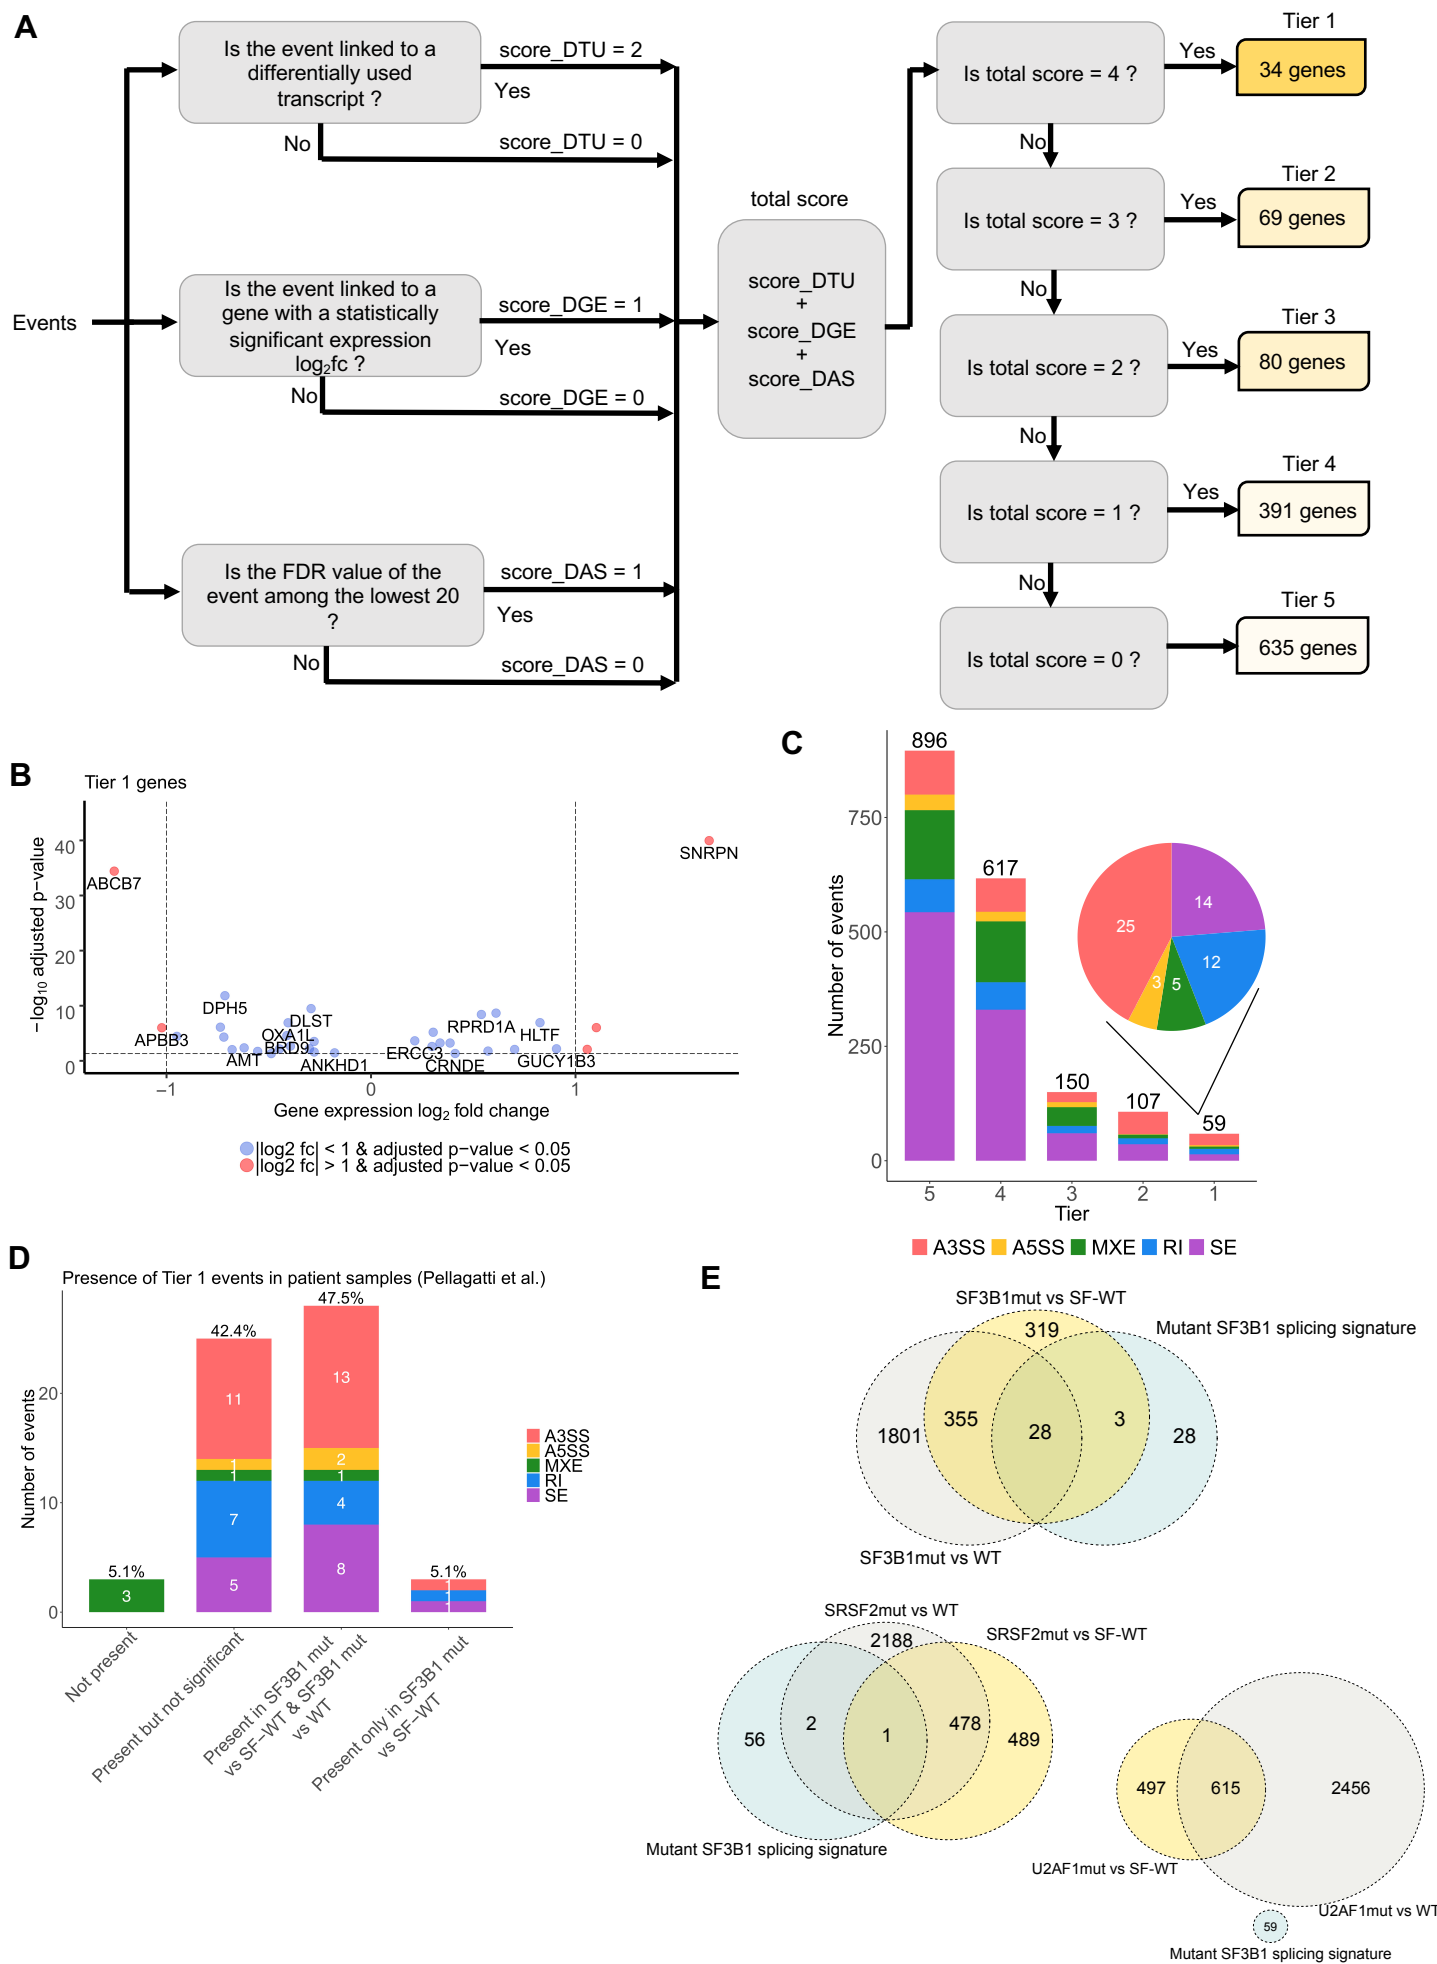 A
Is the event linked to a
differentially used
transcript ?
score_DTU = 2
Yes
No
score_DTU = 0
Events
Is the event linked to a
gene with a statistically
significant expression
log2fc ?
score_DGE = 1
Yes
No
score_DGE = 0
Is the FDR value of the
event among the lowest 20
?
score_DAS = 1
Yes
No
score_DAS = 0
total score
score_DTU
+
score_DGE
+
score_DAS
Is total score = 4 ?
Yes
Tier 1
34 genes
No
Is total score = 3 ?
Yes
Tier 2
69 genes
No
Is total score = 2 ?
Yes
Tier 3
80 genes
No
Is total score = 1 ?
Yes
Tier 4
391 genes
No
Is total score = 0 ?
Tier 5
635 genes
B
Tier 1 genes
−log10 adjusted p−value
40
30
20
10
0
SNRPN
ABCB7
DPH5
APBB3
DLST
OXA1L
BRD9
AMT
ANKHD1
RPRD1A
HLTF
ERCC3
CRNDE
GUCY1B3
−1
0
1
Gene expression log2 fold change
|log2 fc| < 1 & adjusted p−value < 0.05
|log2 fc| > 1 & adjusted p−value < 0.05
C
Number of events
750
500
250
0
896
617
150
107
59
25
14
12
5
3
5
4
3
2
1
Tier
A3SS
A5SS
MXE
RI
SE
D
Presence of Tier 1 events in patient samples (Pellagatti et al.)
Number of events
20
10
0
5.1%
3
42.4%
11
1
1
7
5
47.5%
13
2
1
4
8
5.1%
1
1
1
A3SS
A5SS
MXE
RI
SE
Not present
Present but not significant
Present in SF3B1 mut
vs SF−WT & SF3B1 mut
vs WT
Present only in SF3B1 mut
vs SF−WT
E
SF3B1mut vs SF-WT
319
Mutant SF3B1 splicing signature
1801
355
28
3
28
SF3B1mut vs WT
SRSF2mut vs WT
2188
SRSF2mut vs SF-WT
56
2
1
478
489
Mutant SF3B1 splicing signature
497
615
2456
U2AF1mut vs SF-WT
U2AF1mut vs WT
59
Mutant SF3B1 splicing signature